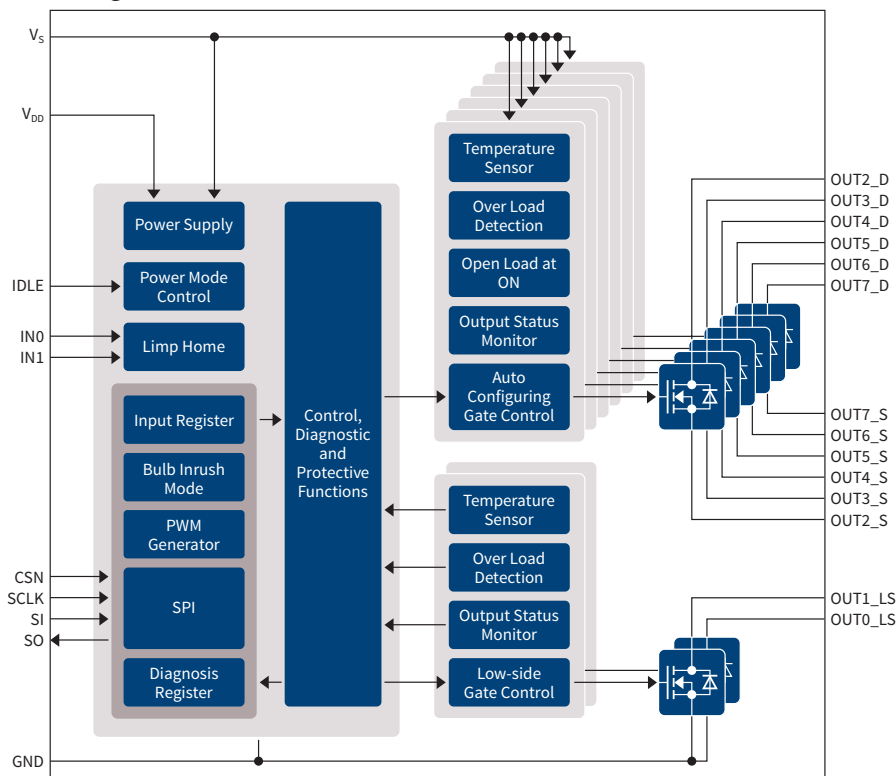 V_S
V_DD
IDLE
IN0
IN1
CSN
SCLK
SI
SO
GND
Power Supply
Power Mode
Control
Limp Home
Input Register
Bulb Inrush
Mode
PWM
Generator
SPI
Diagnosis
Register
Control,
Diagnostic
and
Protective
Functions
Temperature
Sensor
Over Load
Detection
Open Load at
ON
Output Status
Monitor
Auto
Configuring
Gate Control
Temperature
Sensor
Over Load
Detection
Output Status
Monitor
Low-side
Gate Control
OUT2_D
OUT3_D
OUT4_D
OUT5_D
OUT6_D
OUT7_D
OUT7_S
OUT6_S
OUT5_S
OUT4_S
OUT3_S
OUT2_S
OUT1_LS
OUT0_LS